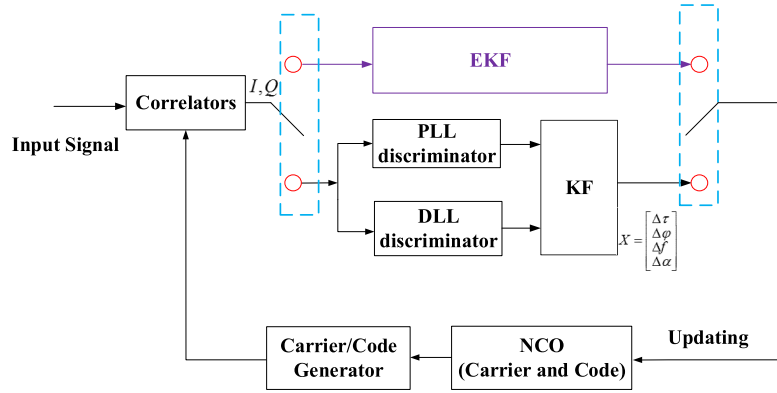 EKF
I,Q
Correlators
Input Signal
PLL
discriminator
DLL
discriminator
KF
X = [Δτ
Δφ
Δf
Δα]
Updating
Carrier/Code
Generator
NCO
(Carrier and Code)